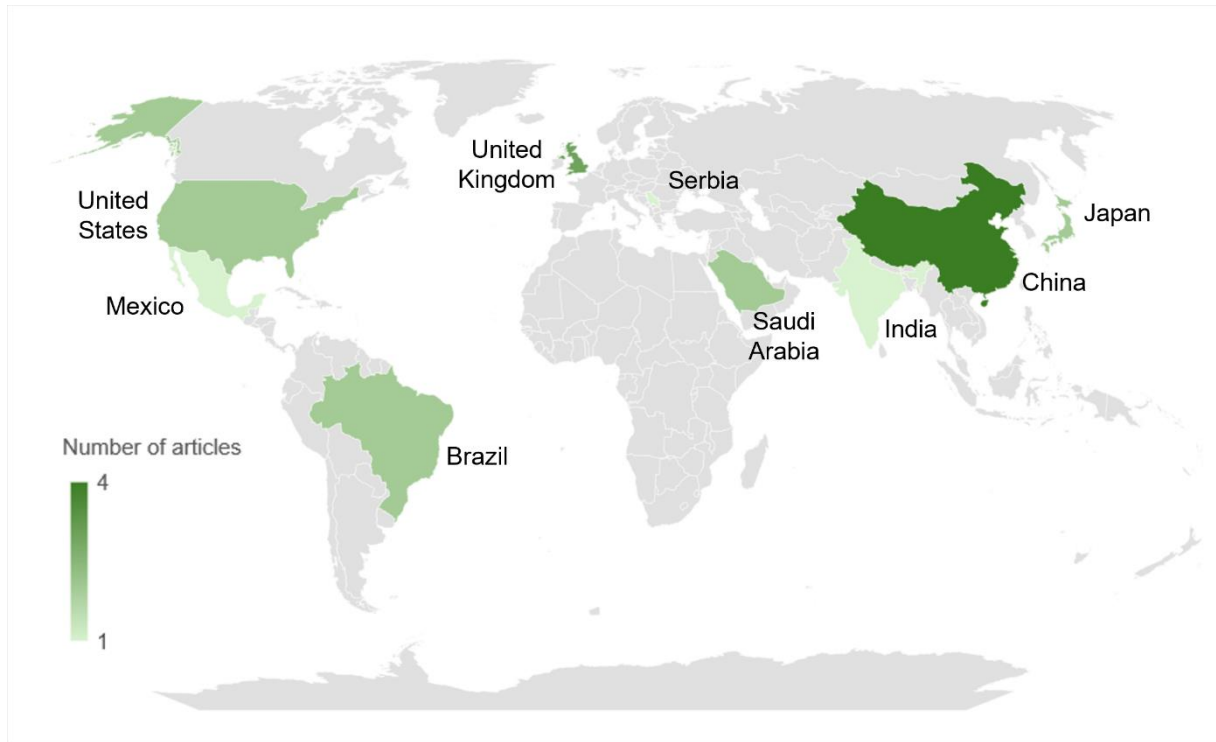 United
Kingdom
Serbia
United
States
Japan
Mexico
China
Saudi
Arabia
India
Brazil
Number of articles
4
1